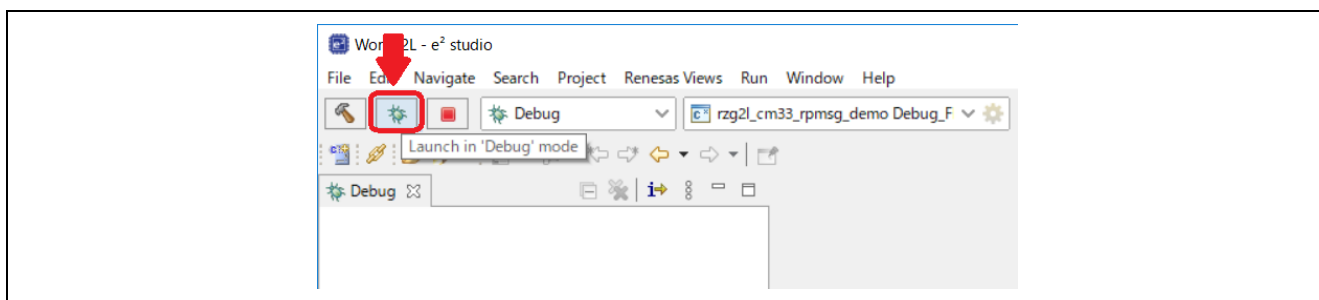 2L - e² studio
File Navigate Search Project Renesas Views Run Window Help
Debug rzg2l_cm33_rpmsg_demo Debug_F
Launch in 'Debug' mode
Debug